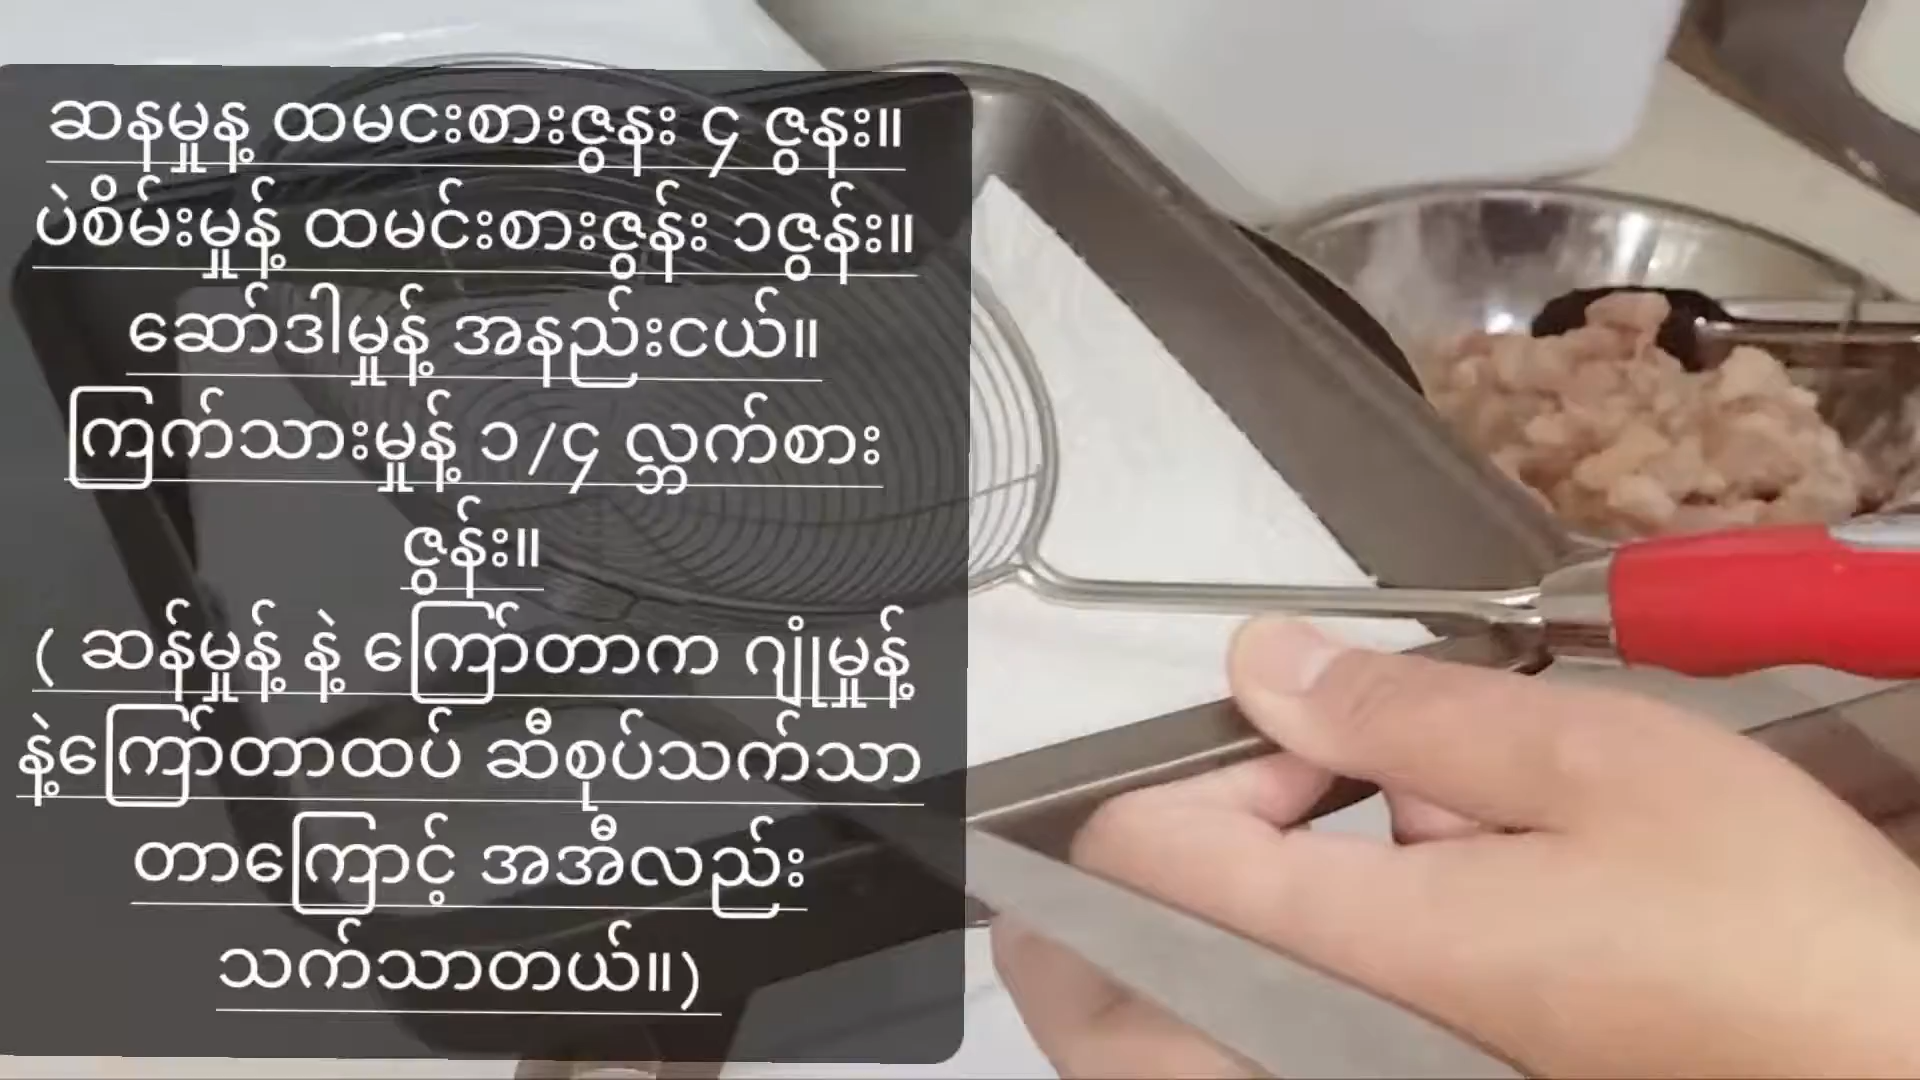 ဆနမှုန့ ထမငးစားဇွနး ၄ ဇွနး။
ပဲစိမ်းမှုန့် ထမင်းစားဇွန်း ၁ဇွန်း။
ဆော်ဒါမှုန့် အနည်းငယ်။
ကြက်သားမှုန့် ၁/၄ လ္ဘက်စား
ဇွန်း။
( ဆန်မှုန့် နဲ့ ကြော်တာက ဂျုံမှုန့်
နဲ့ကြော်တာထပ် ဆီစုပ်သက်သာ
တာကြောင့် အအီလည်း
သက်သာတယ်။)